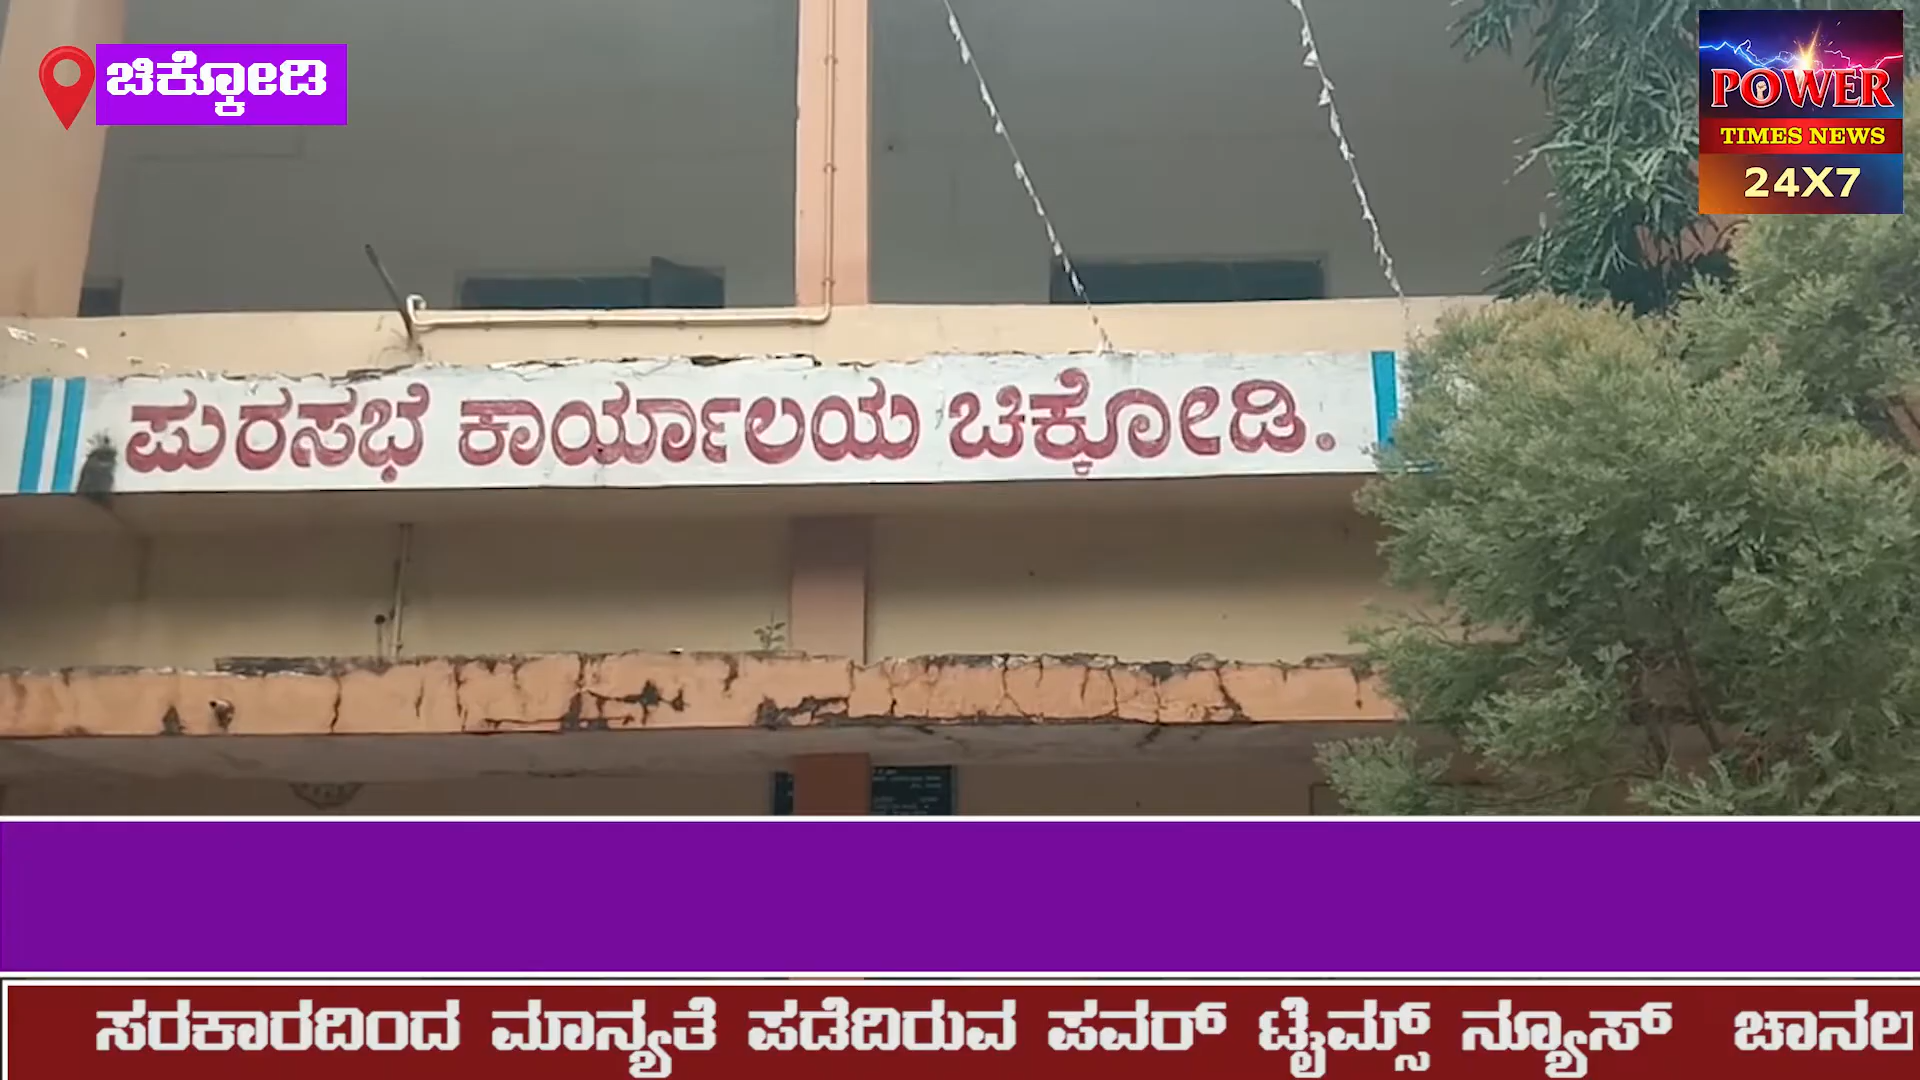 ಚಿಕ್ಕೋಡಿ
POWER
TIMES NEWS
24X7
ಪುರಸಭೆ ಕಾರ್ಯಾಲಯ ಚಿಕ್ಕೋಡಿ.
ಸರಕಾರದಿಂದ ಮಾನ್ಯತೆ ಪಡೆದಿರುವ ಪವರ್ ಟೈಮ್ಸ್ ನ್ಯೂಸ್ ಚಾನಲ